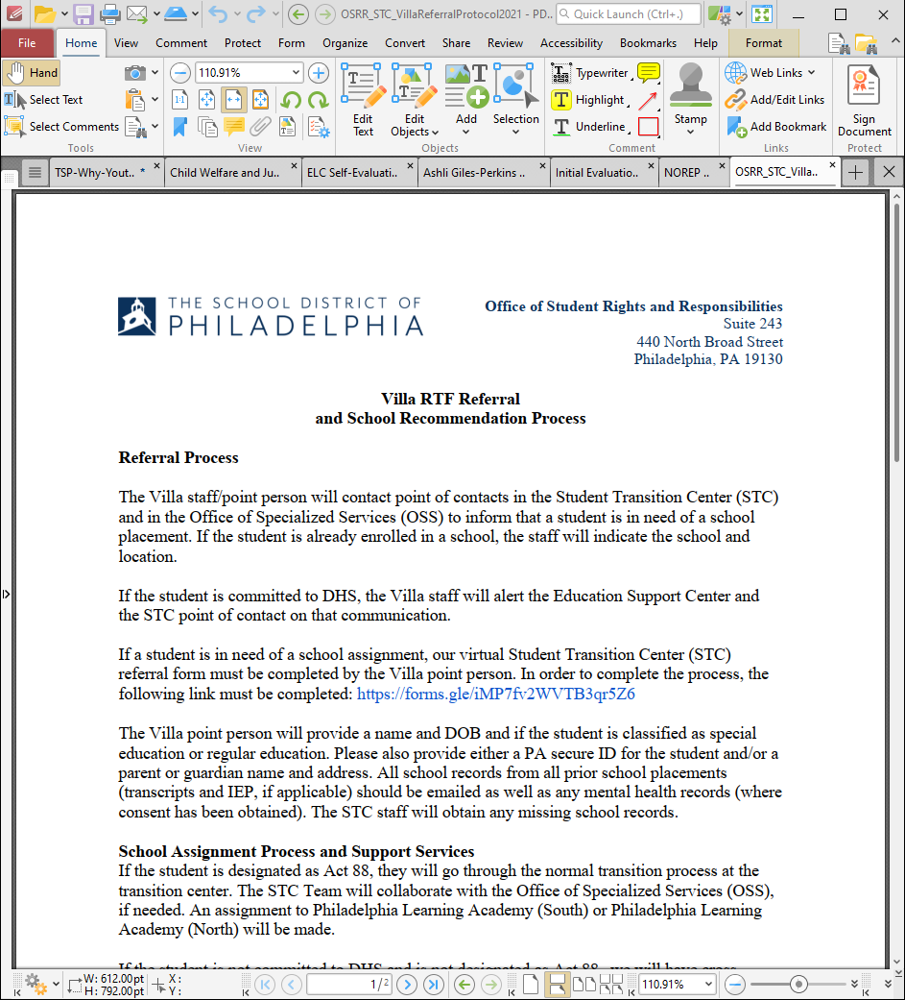 OSRR_STC_VillaReferralProtocol2021 - PD..
Quick Launch (Ctrl+.)
File Home View Comment Protect Form Organize Convert Share Review Accessibility Bookmarks Help Format
Hand
Select Text
Select Comments
Tools
110.91%
1:1
View
Edit Text
Edit Objects
Add
Selection
Objects
Typewriter
Highlight
Underline
Stamp
Comment
Web Links
Add/Edit Links
Add Bookmark
Links
Sign Document
Protect
TSP-Why-Yout.. *
Child Welfare and Ju..
ELC Self-Evaluati..
Ashli Giles-Perkins ..
Initial Evaluatio..
NOREP ..
OSRR_STC_Villa..
THE SCHOOL DISTRICT OF
PHILADELPHIA
Office of Student Rights and Responsibilities
Suite 243
440 North Broad Street
Philadelphia, PA 19130
Villa RTF Referral
and School Recommendation Process
Referral Process
The Villa staff/point person will contact point of contacts in the Student Transition Center (STC)
and in the Office of Specialized Services (OSS) to inform that a student is in need of a school
placement. If the student is already enrolled in a school, the staff will indicate the school and
location.
If the student is committed to DHS, the Villa staff will alert the Education Support Center and
the STC point of contact on that communication.
If a student is in need of a school assignment, our virtual Student Transition Center (STC)
referral form must be completed by the Villa point person. In order to complete the process, the
following link must be completed: https://forms.gle/iMP7fv2WVTB3qr5Z6
The Villa point person will provide a name and DOB and if the student is classified as special
education or regular education. Please also provide either a PA secure ID for the student and/or a
parent or guardian name and address. All school records from all prior school placements
(transcripts and IEP, if applicable) should be emailed as well as any mental health records (where
consent has been obtained). The STC staff will obtain any missing school records.
School Assignment Process and Support Services
If the student is designated as Act 88, they will go through the normal transition process at the
transition center. The STC Team will collaborate with the Office of Specialized Services (OSS),
if needed. An assignment to Philadelphia Learning Academy (South) or Philadelphia Learning
Academy (North) will be made.
If the student is not committed to DHS and is not designated as Act 88
W: 612.00pt
H: 792.00pt
X :
Y :
1/2
110.91%